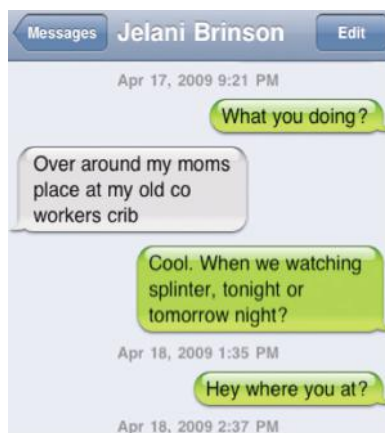 Messages Jelani Brinson Edit
Apr 17, 2009 9:21 PM
What you doing?
Over around my moms
place at my old co
workers crib
Cool. When we watching
splinter, tonight or
tomorrow night?
Apr 18, 2009 1:35 PM
Hey where you at?
Apr 18, 2009 2:37 PM